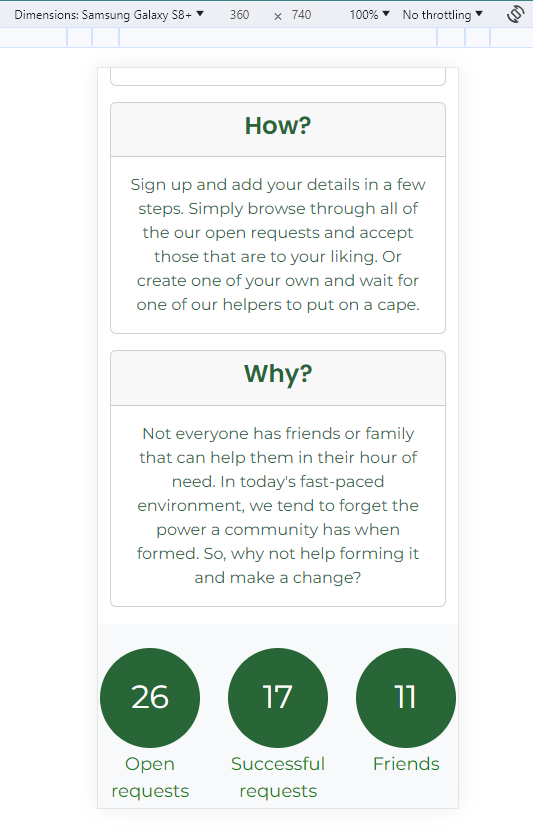 Dimensions: Samsung Galaxy S8+ ▼ 360 × 740 100% ▼ No throttling ▼
How?
Sign up and add your details in a few
steps. Simply browse through all of
the our open requests and accept
those that are to your liking. Or
create one of your own and wait for
one of our helpers to put on a cape.
Why?
Not everyone has friends or family
that can help them in their hour of
need. In today's fast-paced
environment, we tend to forget the
power a community has when
formed. So, why not help forming it
and make a change?
26 17 11
Open Successful Friends
requests requests